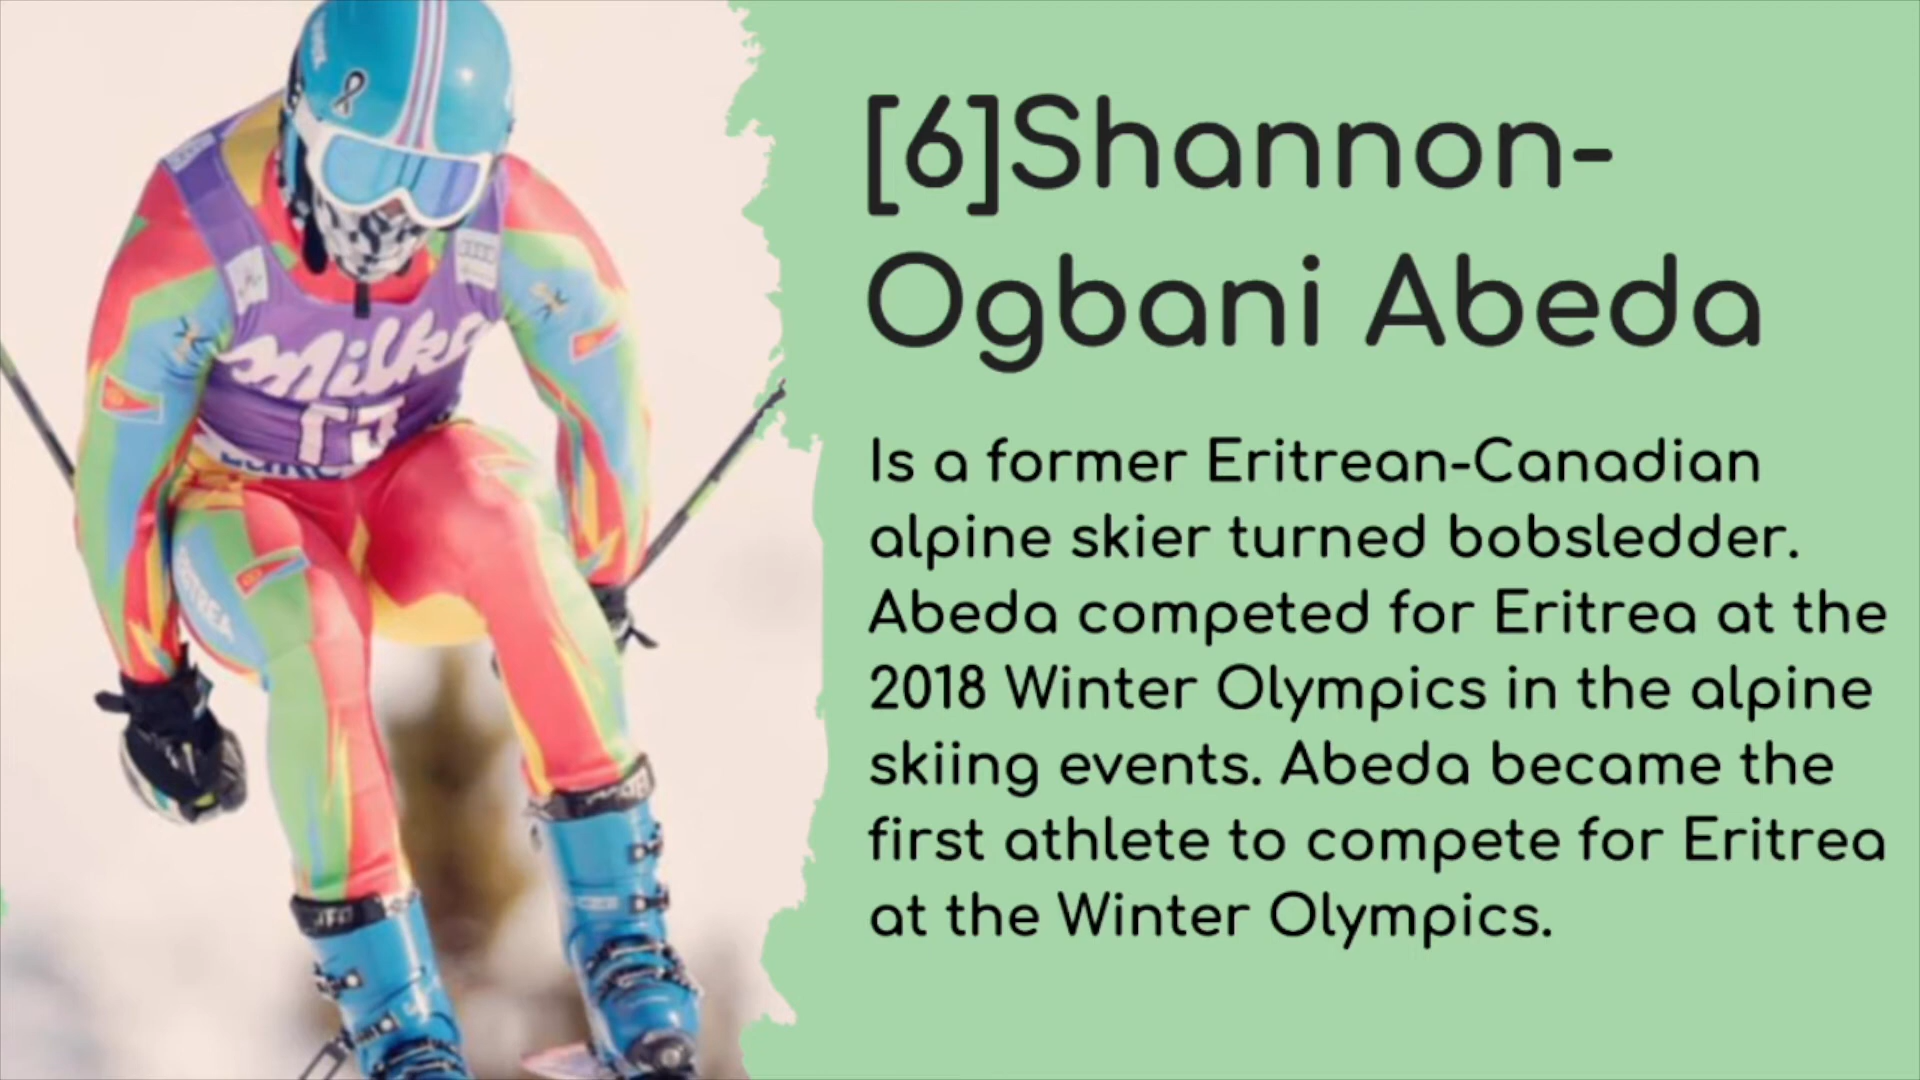 [6]Shannon-
Ogbani Abeda
Is a former Eritrean-Canadian
alpine skier turned bobsledder.
Abeda competed for Eritrea at the
2018 Winter Olympics in the alpine
skiing events. Abeda became the
first athlete to compete for Eritrea
at the Winter Olympics.
Milka